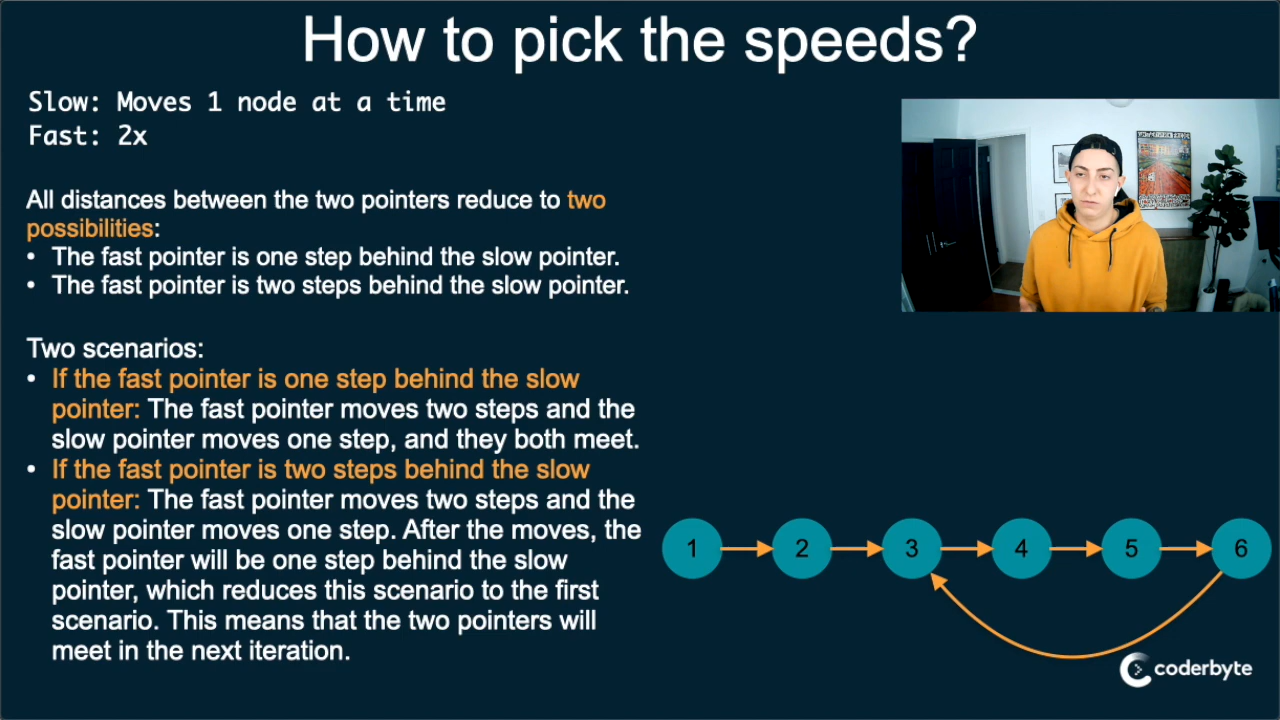 How to pick the speeds?
Slow: Moves 1 node at a time
Fast: 2x
All distances between the two pointers reduce to two
possibilities:
• The fast pointer is one step behind the slow pointer.
• The fast pointer is two steps behind the slow pointer.
Two scenarios:
• If the fast pointer is one step behind the slow
pointer: The fast pointer moves two steps and the
slow pointer moves one step, and they both meet.
• If the fast pointer is two steps behind the slow
pointer: The fast pointer moves two steps and the
slow pointer moves one step. After the moves, the
fast pointer will be one step behind the slow
pointer, which reduces this scenario to the first
scenario. This means that the two pointers will
meet in the next iteration.
1 2 3 4 5 6
coderbyte